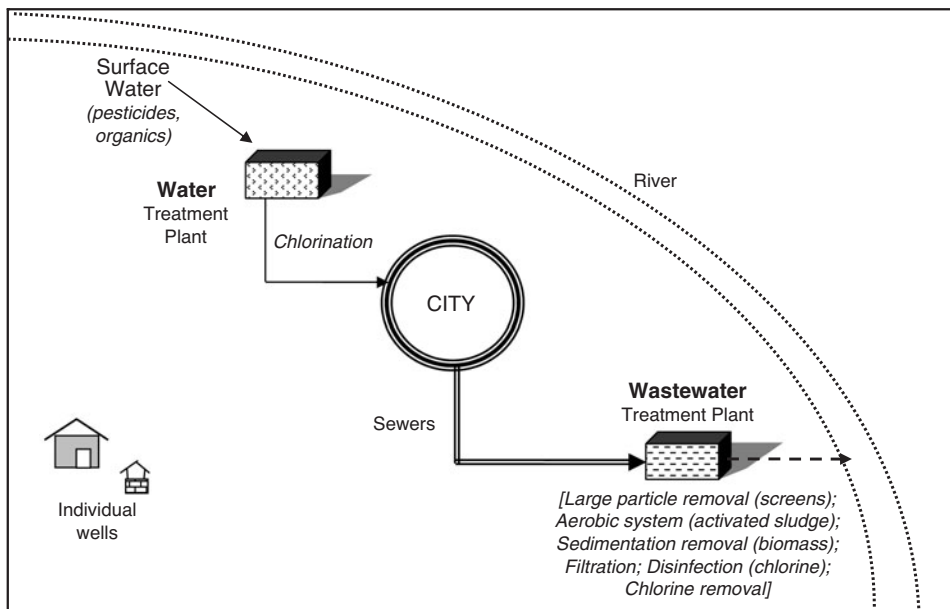 Surface
Water
(pesticides,
organics)
Water
Treatment
Plant
River
Chlorination
CITY
Sewers
Wastewater
Treatment Plant
Individual
wells
[Large particle removal (screens);
Aerobic system (activated sludge);
Sedimentation removal (biomass);
Filtration; Disinfection (chlorine);
Chlorine removal]